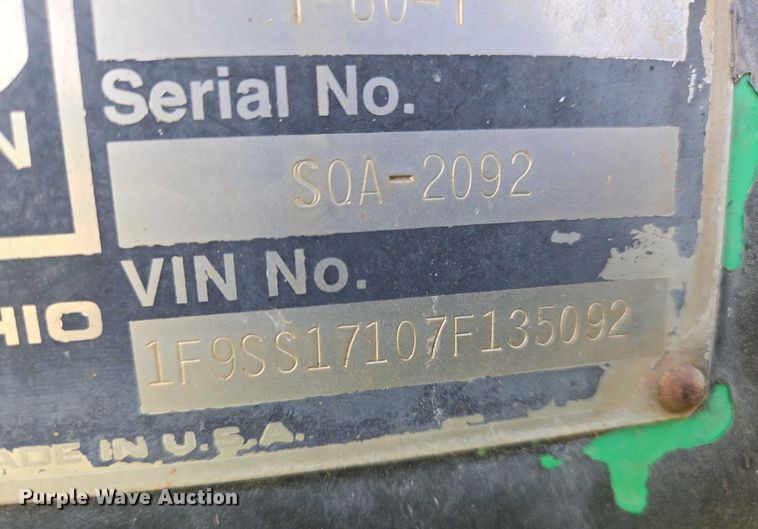 Serial No.
SQA-2092
VIN No.
HIO
1F9SS17107F135092
MADE IN U.S.A.
Purple Wave Auction